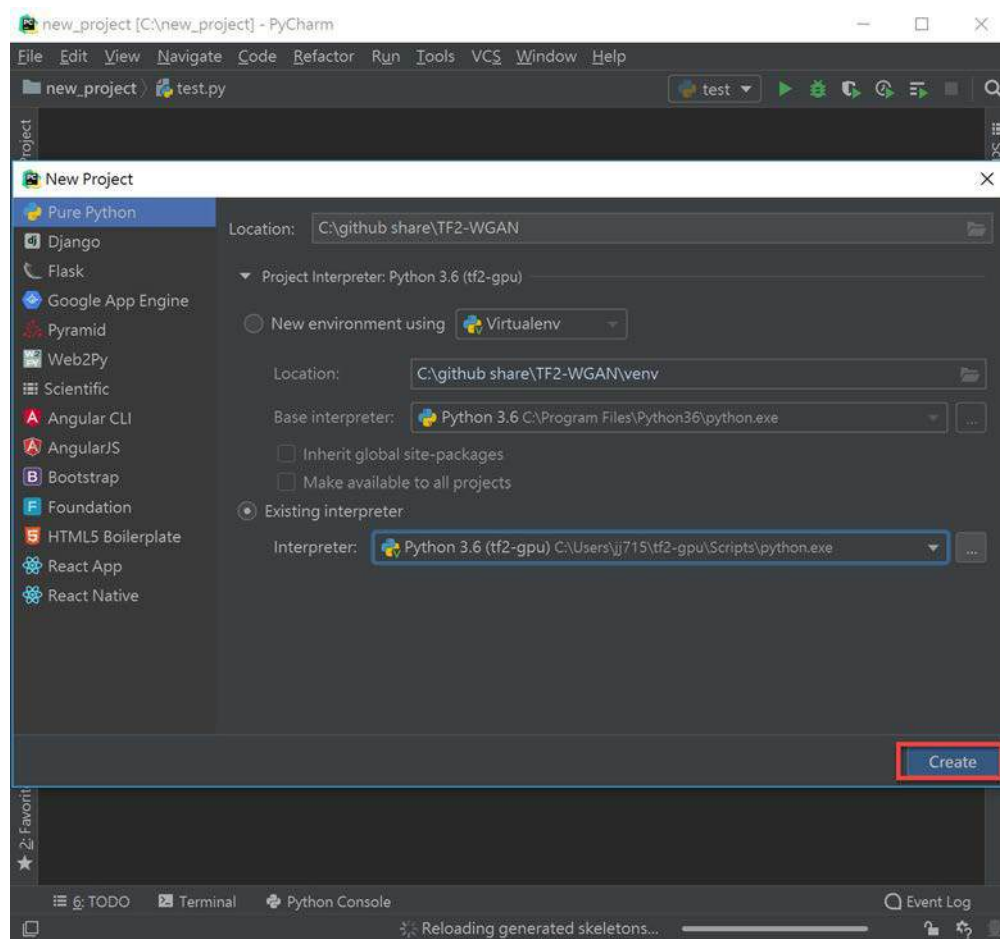 new_project [C:\new_project] - PyCharm
File Edit View Navigate Code Refactor Run Tools VCS Window Help
new_project test.py test
Project
New Project
Pure Python
Django
Flask
Google App Engine
Pyramid
Web2Py
Scientific
Angular CLI
AngularJS
Bootstrap
Foundation
HTML5 Boilerplate
React App
React Native
Location: C:\github share\TF2-WGAN
Project Interpreter: Python 3.6 (tf2-gpu)
New environment using Virtualenv
Location: C:\github share\TF2-WGAN\venv
Base interpreter: Python 3.6 C:\Program Files\Python36\python.exe ...
Inherit global site-packages
Make available to all projects
Existing interpreter
Interpreter: Python 3.6 (tf2-gpu) C:\Users\jj715\tf2-gpu\Scripts\python.exe ...
Create
2: Favorit
6: TODO Terminal Python Console Event Log
Reloading generated skeletons...